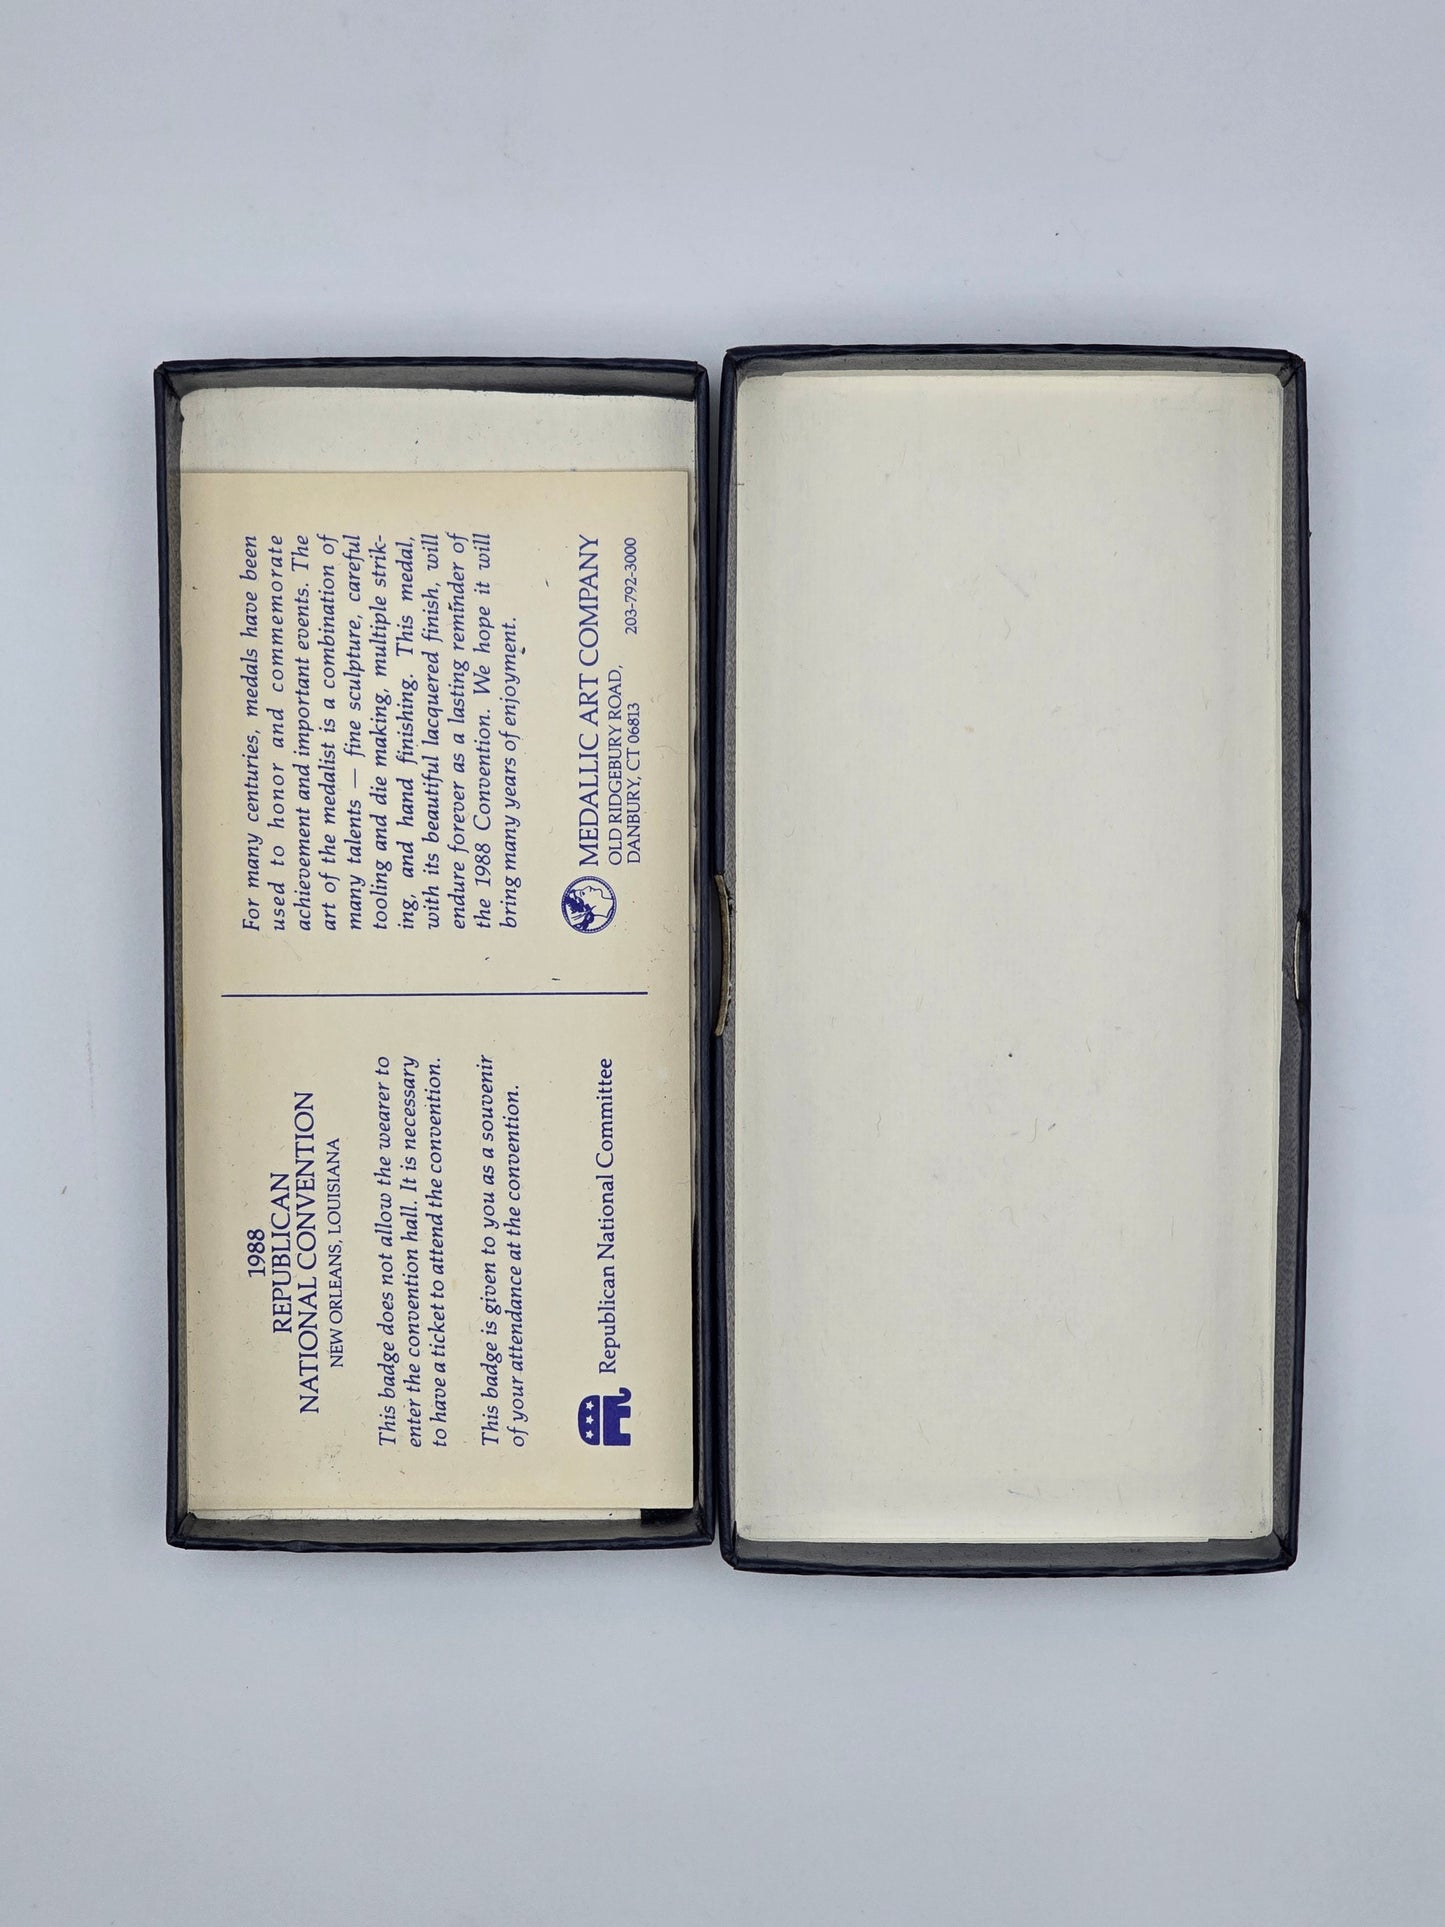 1988
REPUBLICAN
NATIONAL CONVENTION
NEW ORLEANS, LOUISIANA
This badge does not allow the wearer to
enter the convention hall. It is necessary
to have a ticket to attend the convention.
This badge is given to you as a souvenir
of your attendance at the convention.
Republican National Committee
For many centuries, medals have been
used to honor and commemorate
achievement and important events. The
art of the medalist is a combination of
many talents — fine sculpture, careful
tooling and die making, multiple strik-
ing, and hand finishing. This medal,
with its beautiful lacquered finish, will
endure forever as a lasting reminder of
the 1988 Convention. We hope it will
bring many years of enjoyment.
MEDALLIC ART COMPANY
OLD RIDGEBURY ROAD,
DANBURY, CT 06813 203-792-3000